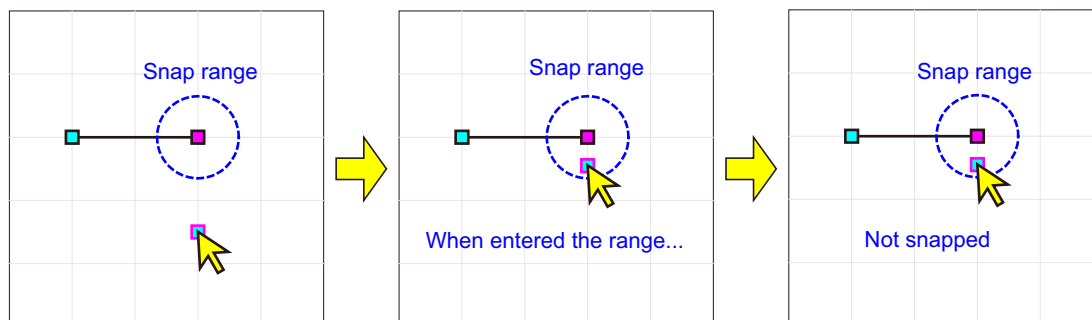 Snap range
Snap range
When entered the range...
Snap range
Not snapped